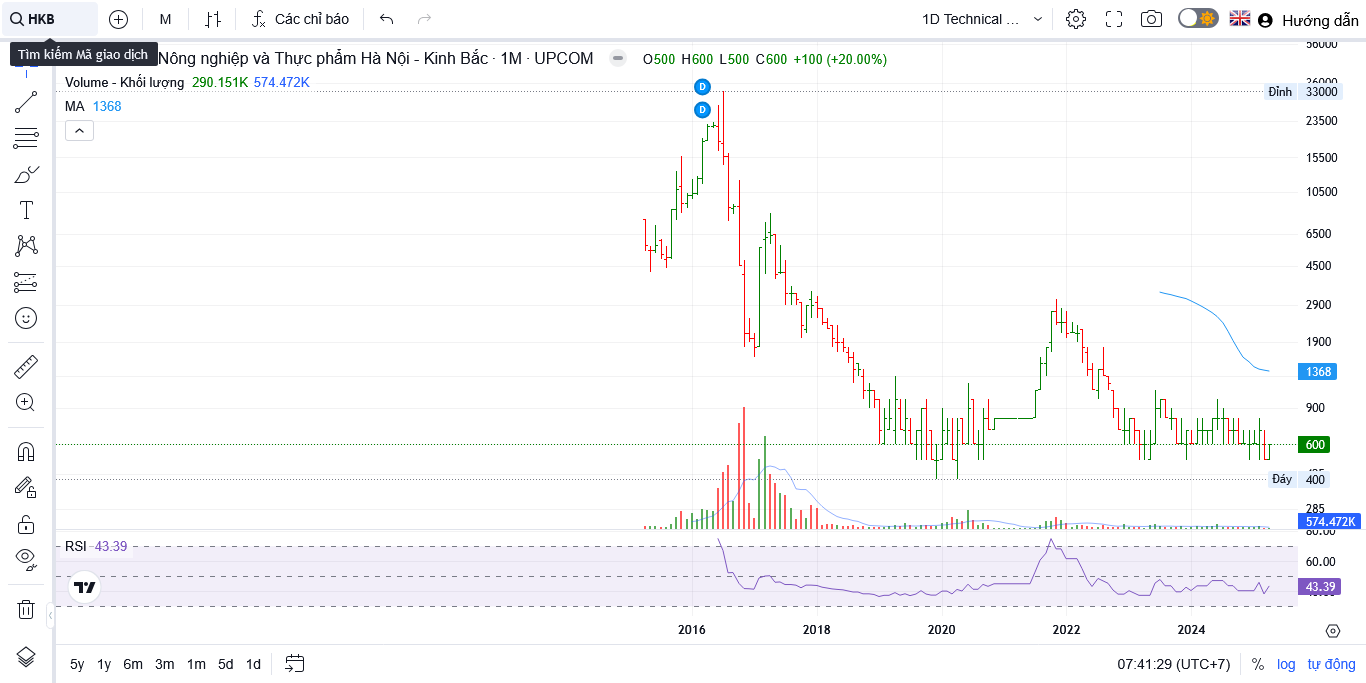 HKB
M
Các chỉ báo
1D Technical ...
Hướng dẫn
Tìm kiếm Mã giao dịch
Nông nghiệp và Thực phẩm Hà Nội - Kinh Bắc · 1M · UPCOM
O500 H600 L500 C600 +100 (+20.00%)
Volume - Khối lượng 290.151K 574.472K
MA 1368
D
D
56000
36000
Đỉnh 33000
23500
15500
10500
6500
4500
2900
1900
1368
900
600
Đáy 400
285
574.472K
80.00
RSI 43.39
60.00
43.39
2016 2018 2020 2022 2024
5y 1y 6m 3m 1m 5d 1d
07:41:29 (UTC+7) % log tự động